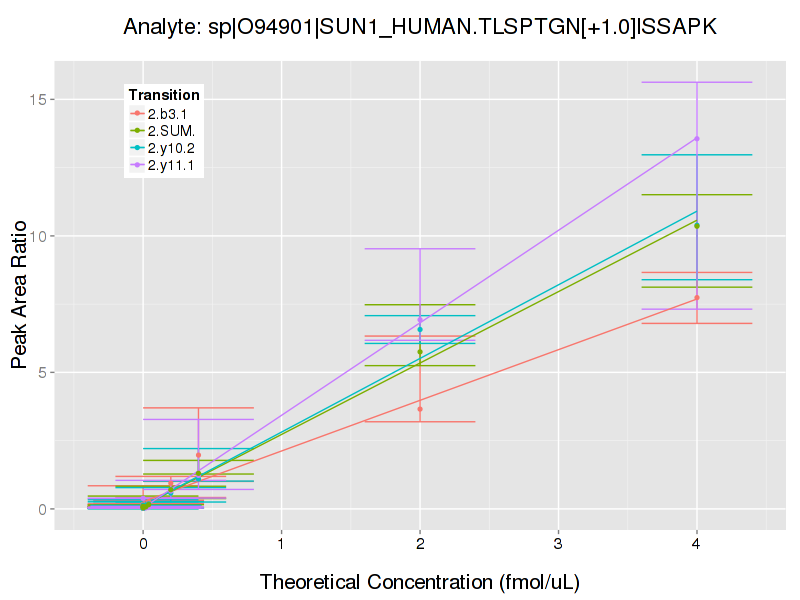 Analyte: sp|O94901|SUN1_HUMAN.TLSPTGN[+1.0]ISSAPK
Transition
2.b3.1
2.SUM.
2.y10.2
2.y11.1
Peak Area Ratio
15
10
5
0
0 1 2 3 4
Theoretical Concentration (fmol/uL)